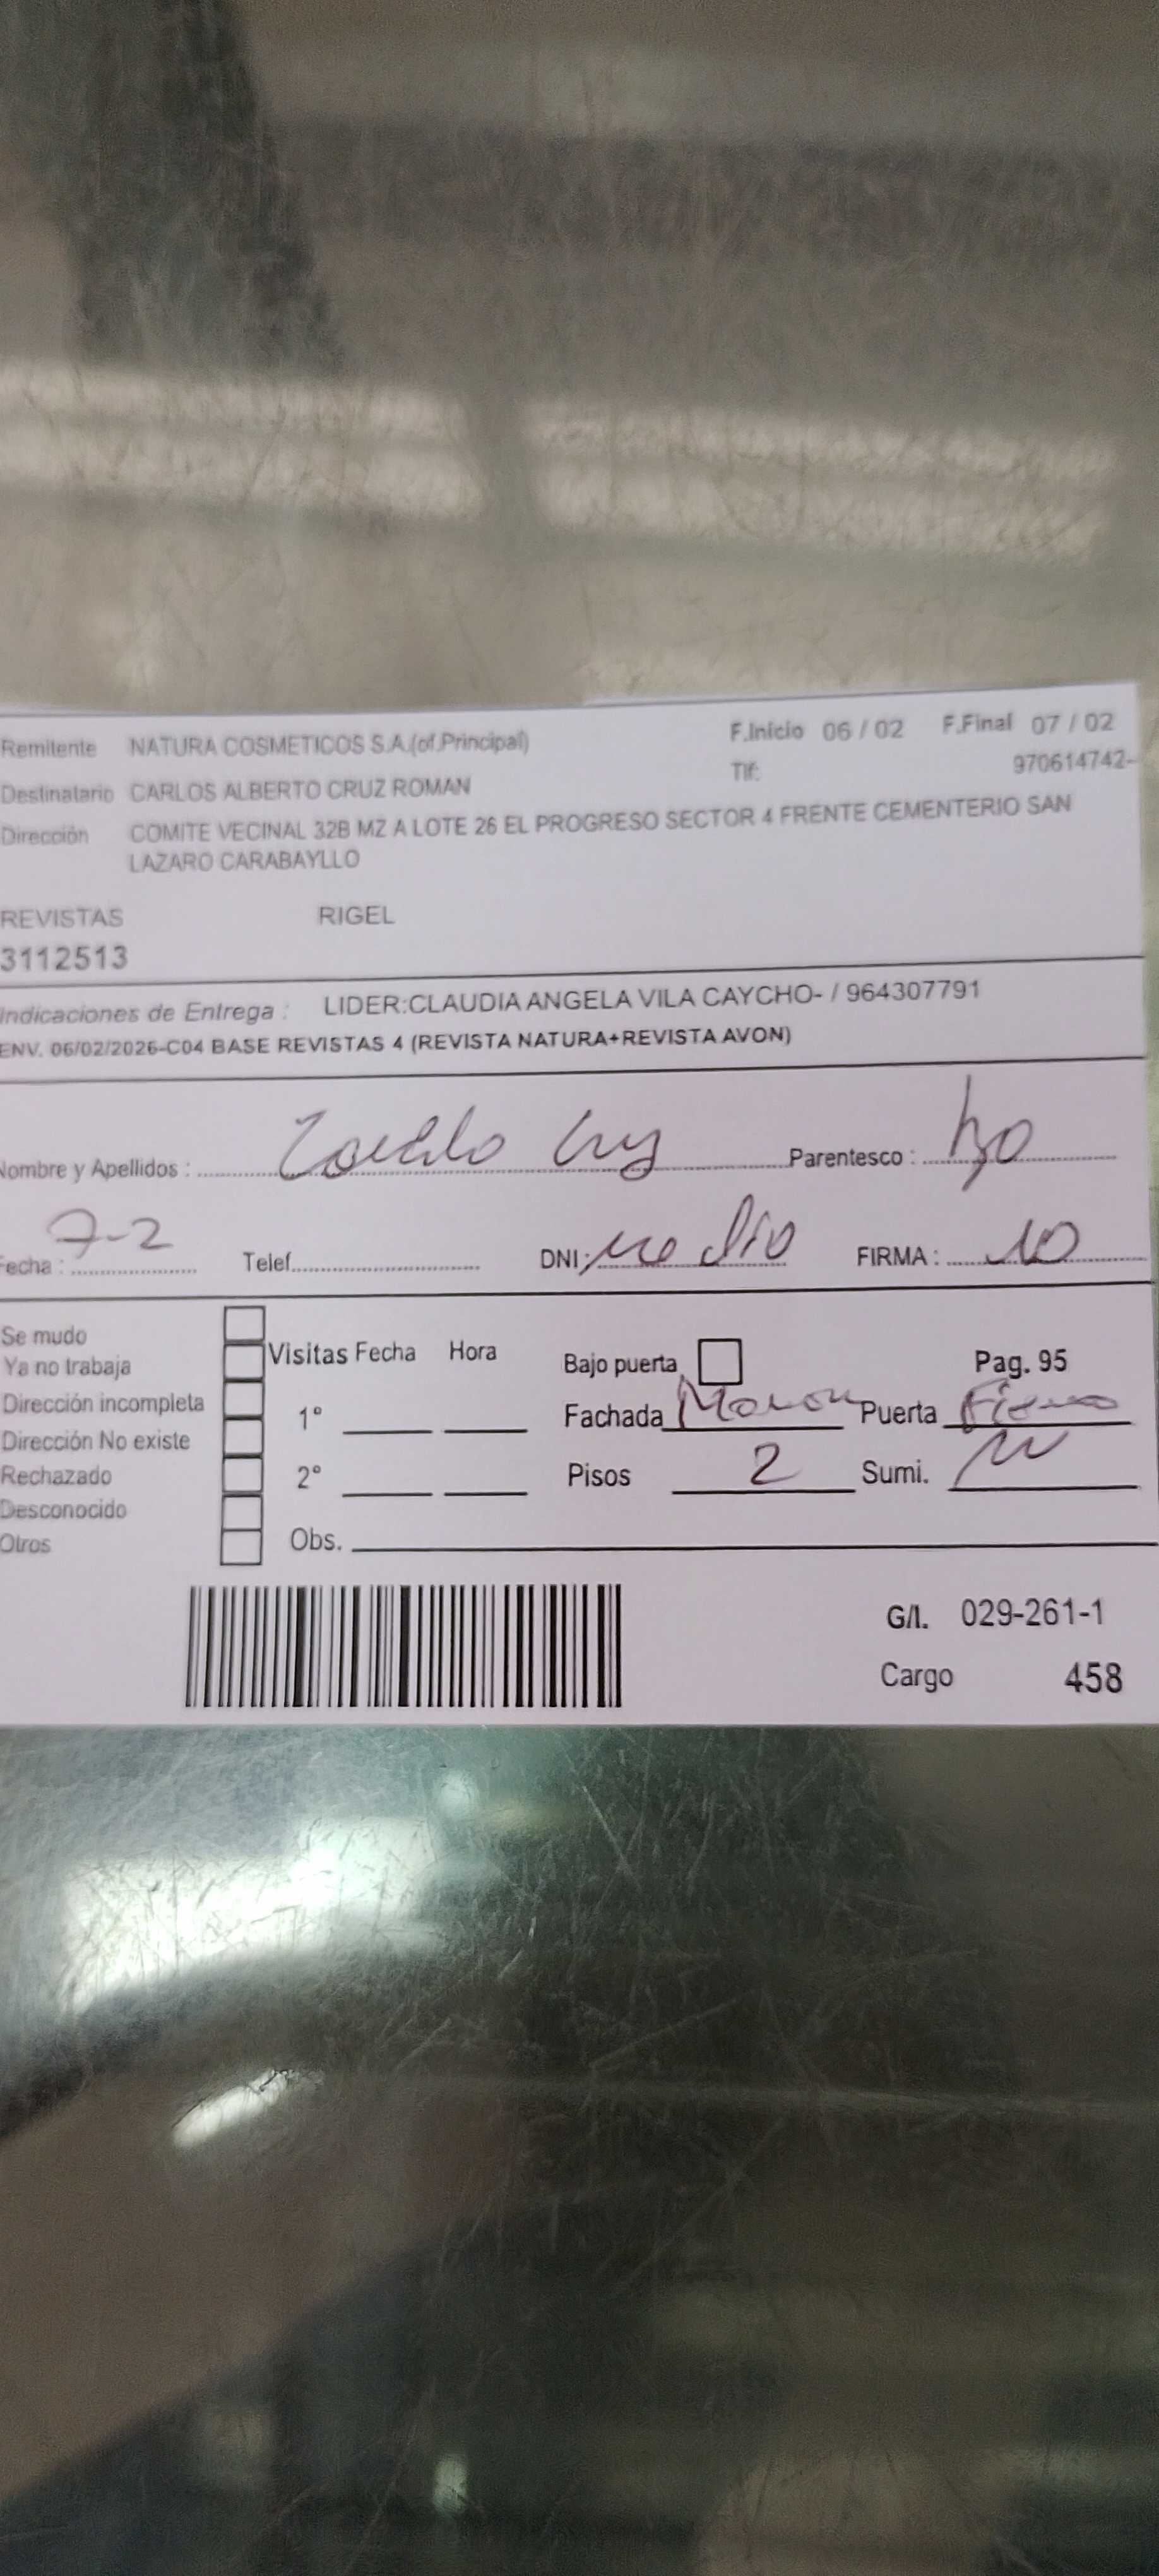 Remitente NATURA COSMETICOS S.A.(of.Principal) F.Inicio 06 / 02 F.Final 07 / 02
Destinatario CARLOS ALBERTO CRUZ ROMAN Tlf: 970614742-
Dirección COMITE VECINAL 32B MZ A LOTE 26 EL PROGRESO SECTOR 4 FRENTE CEMENTERIO SAN
LAZARO CARABAYLLO
REVISTAS RIGEL
3112513
Indicaciones de Entrega : LIDER:CLAUDIA ANGELA VILA CAYCHO- / 964307791
ENV. 06/02/2026-C04 BASE REVISTAS 4 (REVISTA NATURA+REVISTA AVON)
Nombre y Apellidos : Parentesco :
Fecha : 7-2 Telef. DNI: no dio FIRMA :
Se mudo
Ya no trabaja Visitas Fecha Hora Bajo puerta Pag. 95
Dirección incompleta 1° Fachada Puerta
Dirección No existe
Rechazado 2° Pisos 2 Sumi.
Desconocido
Otros Obs.
G/I. 029-261-1
Cargo 458